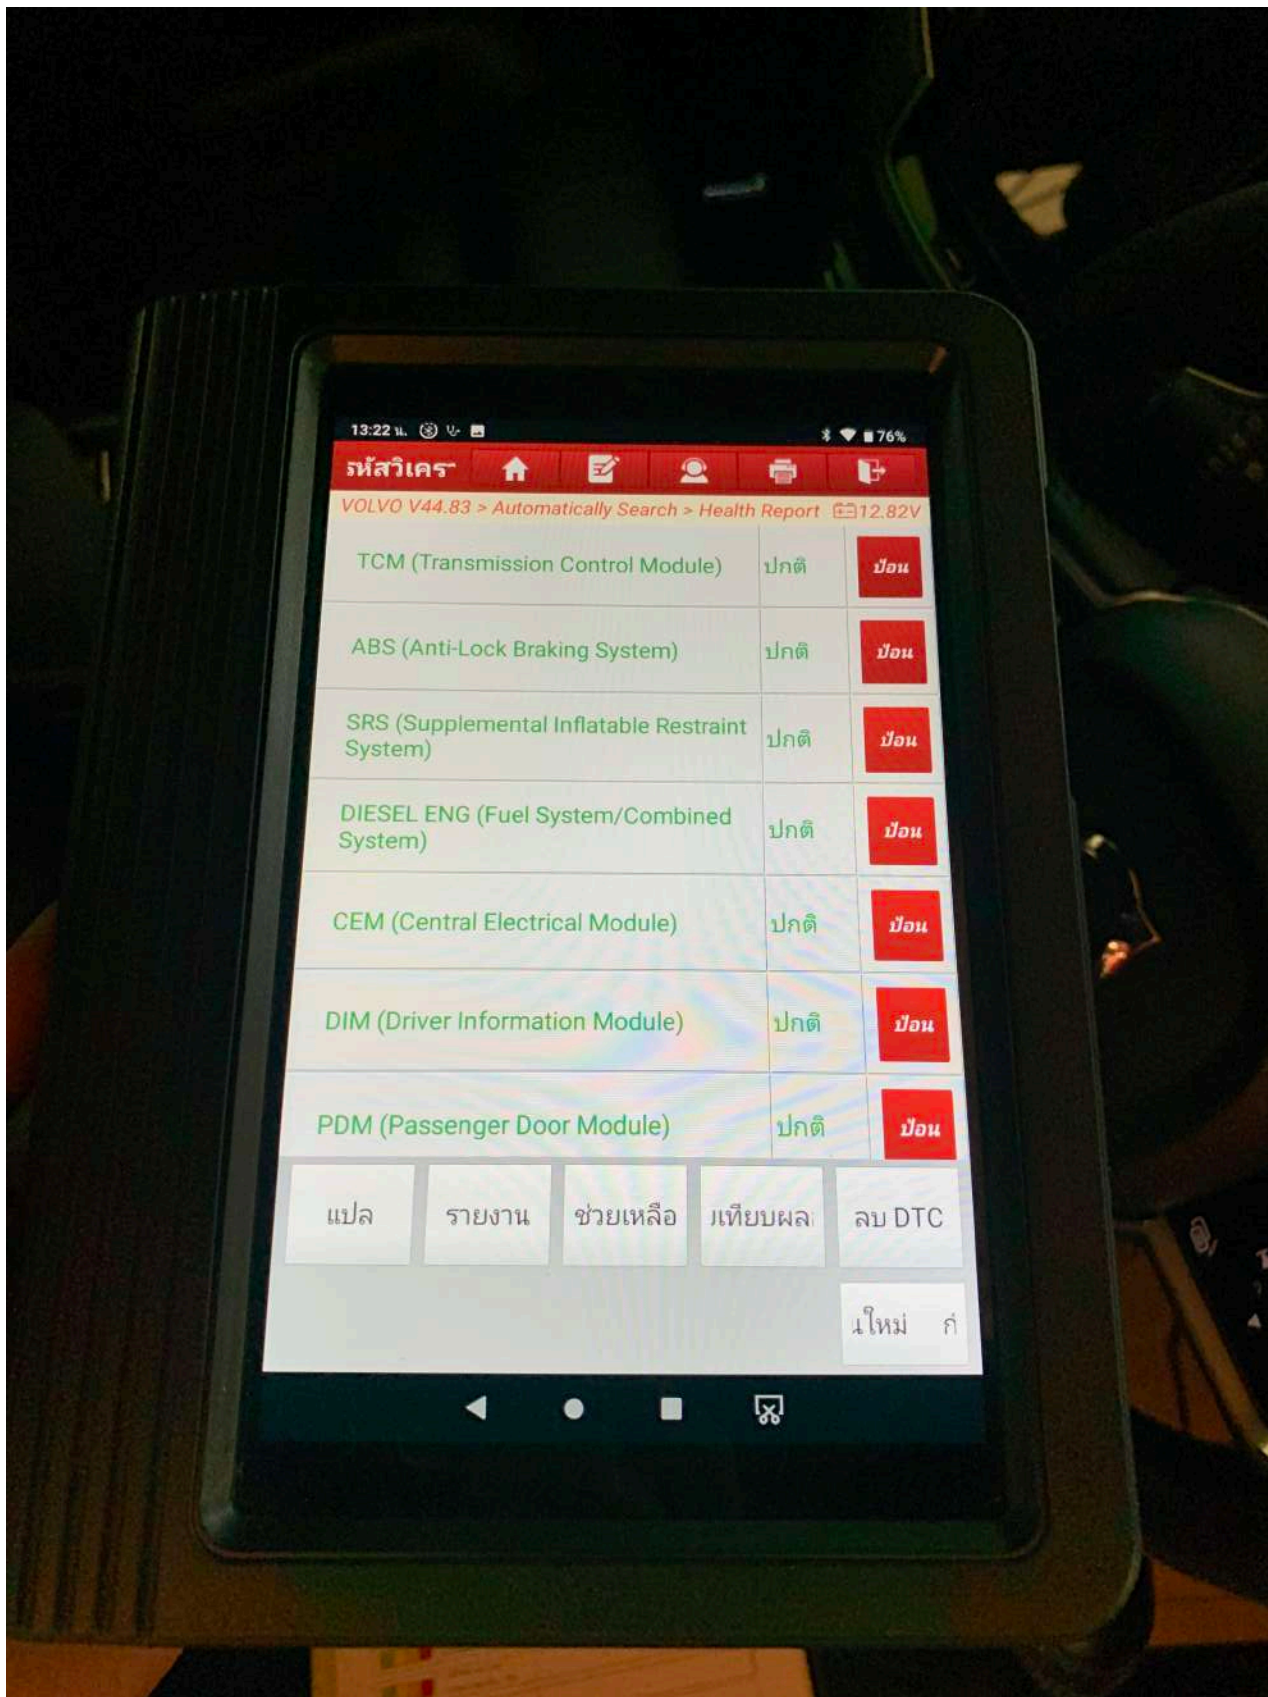 13:22 น.
76%
รหัสวิเคร
VOLVO V44.83 > Automatically Search > Health Report 12.82V
TCM (Transmission Control Module) ปกติ ป้อน
ABS (Anti-Lock Braking System) ปกติ ป้อน
SRS (Supplemental Inflatable Restraint
System) ปกติ ป้อน
DIESEL ENG (Fuel System/Combined
System) ปกติ ป้อน
CEM (Central Electrical Module) ปกติ ป้อน
DIM (Driver Information Module) ปกติ ป้อน
PDM (Passenger Door Module) ปกติ ป้อน
แปล รายงาน ช่วยเหลือ เทียบผล ลบ DTC
ใหม่